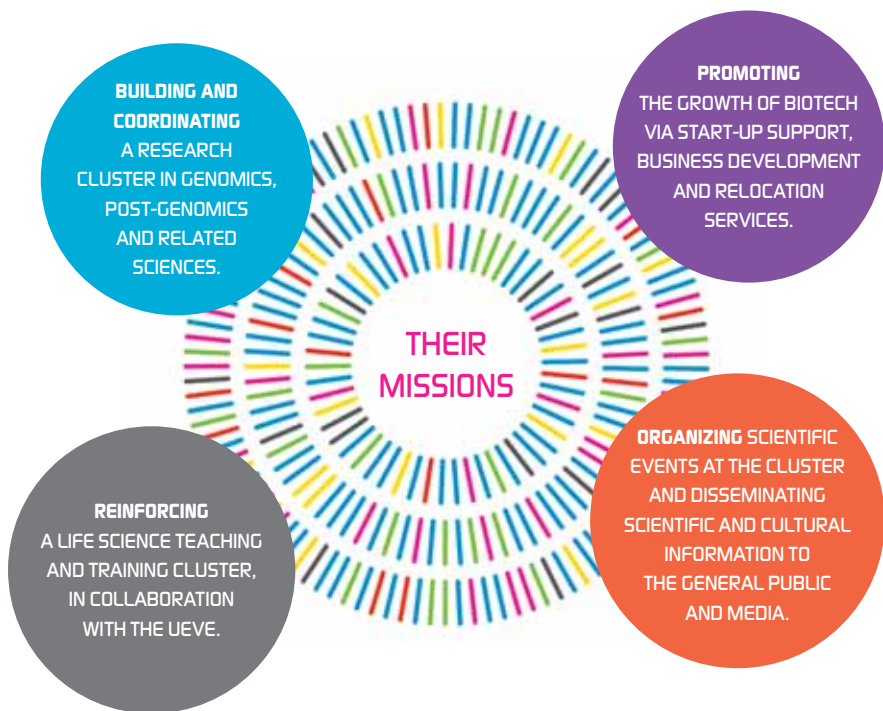 BUILDING AND
COORDINATING
A RESEARCH
CLUSTER IN GENOMICS,
POST-GENOMICS
AND RELATED
SCIENCES.
PROMOTING
THE GROWTH OF BIOTECH
VIA START-UP SUPPORT,
BUSINESS DEVELOPMENT
AND RELOCATION
SERVICES.
THEIR
MISSIONS
REINFORCING
A LIFE SCIENCE TEACHING
AND TRAINING CLUSTER,
IN COLLABORATION
WITH THE UEVE.
ORGANIZING SCIENTIFIC
EVENTS AT THE CLUSTER
AND DISSEMINATING
SCIENTIFIC AND CULTURAL
INFORMATION TO
THE GENERAL PUBLIC
AND MEDIA.